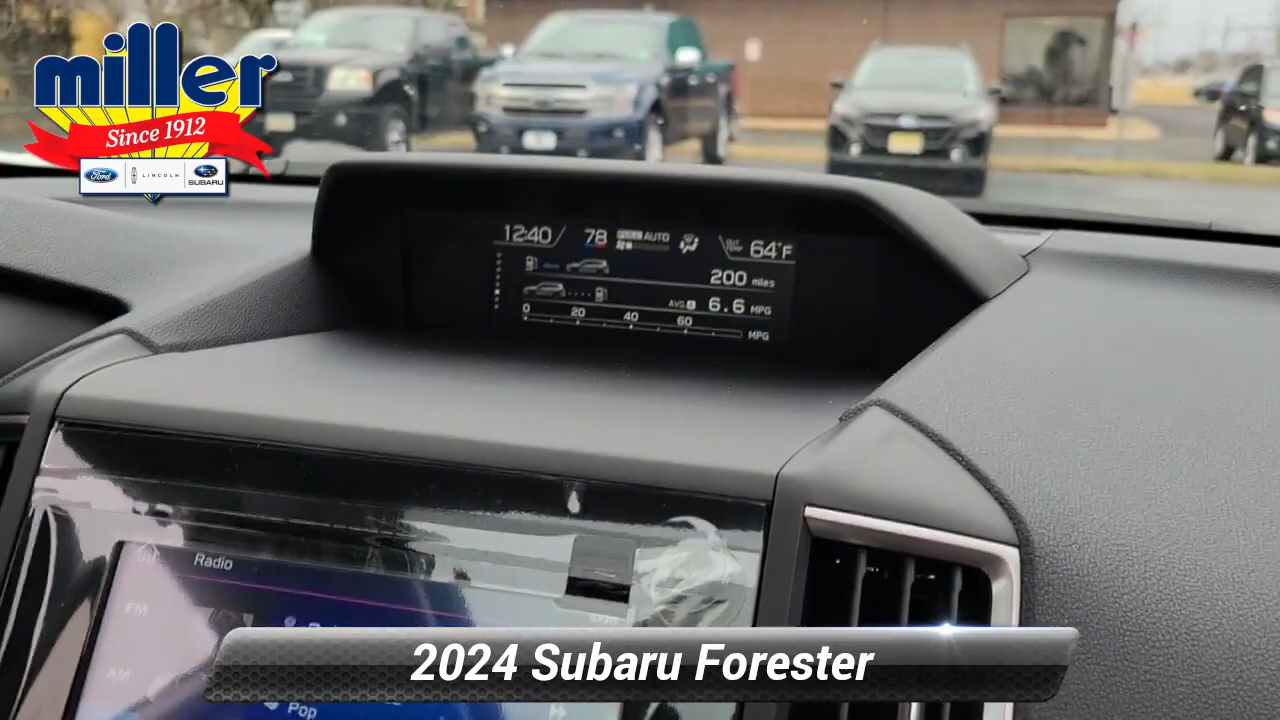 miller
Since 1912
Ford
LINCOLN
SUBARU
12:40 78 AUTO OUT TEMP 64°F
200 miles
AVG A 6.6 MPG
0 20 40 60 MPG
Radio
FM
AM
Pop
2024 Subaru Forester